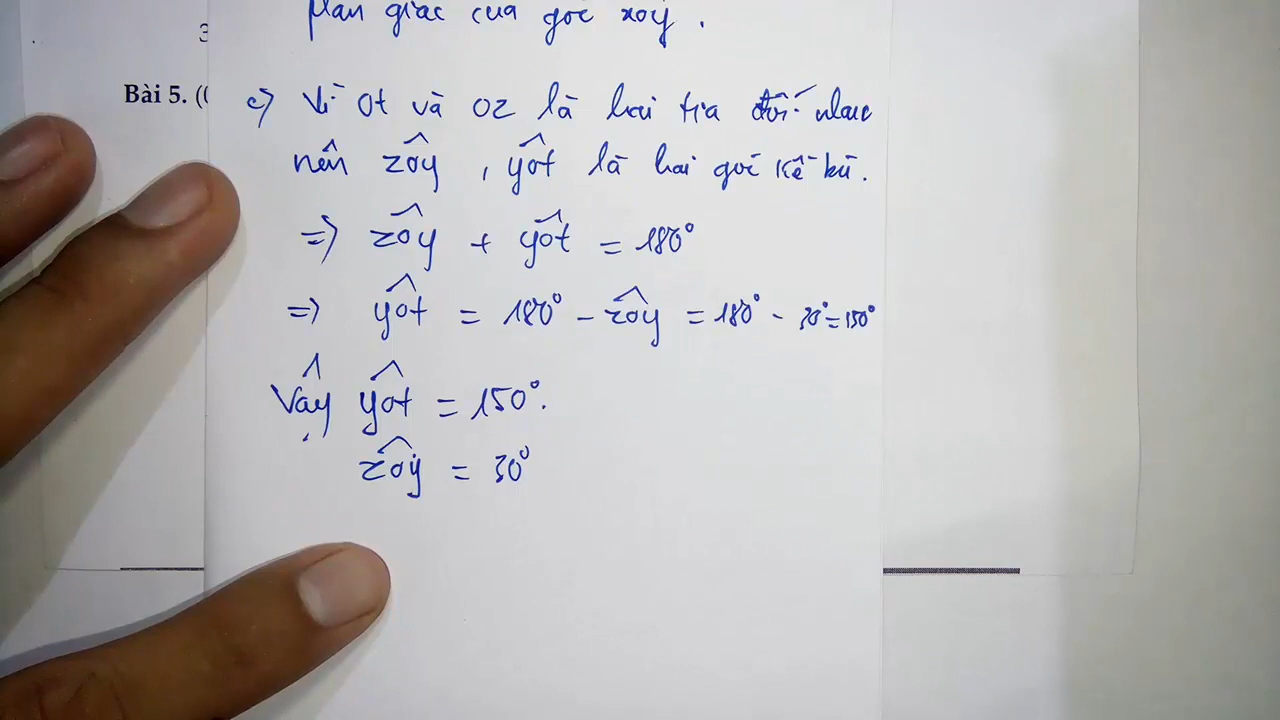 phân giác của góc xoy.
3
Bài 5. (
c) Vì Ot và OZ là hai tia đối nhau
nên zôy , yôt là hai góc kề bù.
=> zôy + yôt = 180°
=> yôt = 180° - zôy = 180° - 30° = 150°
Vậy yôt = 150°.
zôy = 30°